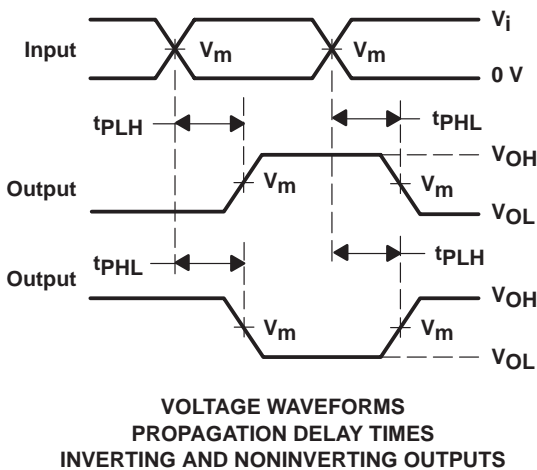 Vi
Input
Vm
Vm
0 V
tPLH
tPHL
VOH
Output
Vm
Vm
VOL
tPHL
tPLH
Output
VOH
Vm
Vm
VOL
VOLTAGE WAVEFORMS
PROPAGATION DELAY TIMES
INVERTING AND NONINVERTING OUTPUTS